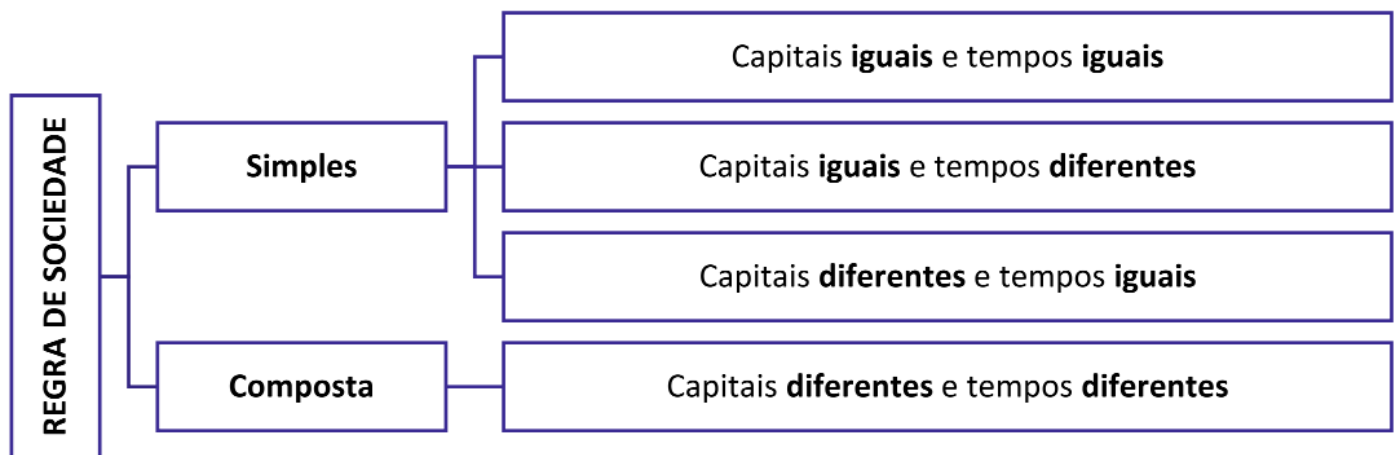 REGRA DE SOCIEDADE
Simples
Capitais iguais e tempos iguais
Capitais iguais e tempos diferentes
Capitais diferentes e tempos iguais
Composta
Capitais diferentes e tempos diferentes